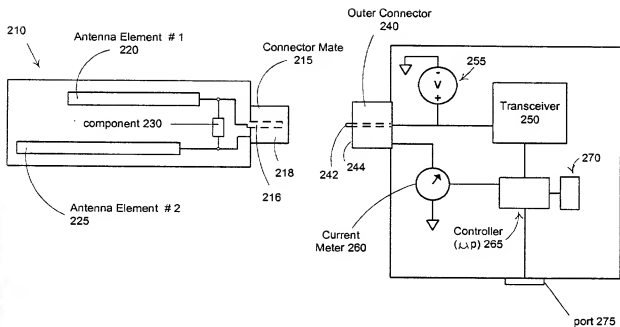 210
Antenna Element # 1
220
Connector Mate
215
component 230
218
216
Antenna Element # 2
225
Outer Connector
240
-
V
+
255
Transceiver
250
242
244
270
Current
Meter 260
Controller
(μp) 265
port 275